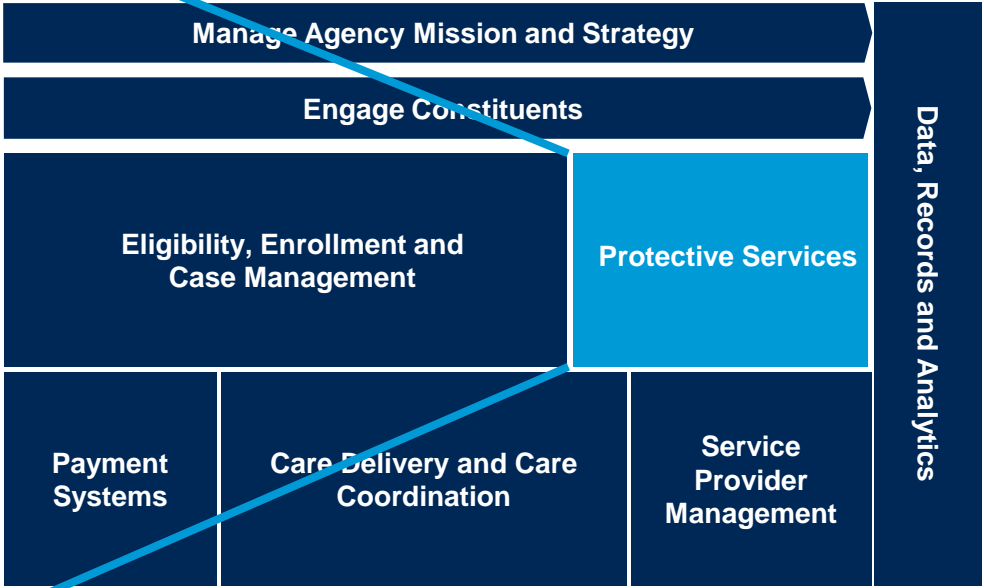 Manage Agency Mission and Strategy
Engage Constituents
Eligibility, Enrollment and
Case Management
Protective Services
Payment
Systems
Care Delivery and Care
Coordination
Service
Provider
Management
Data, Records and Analytics